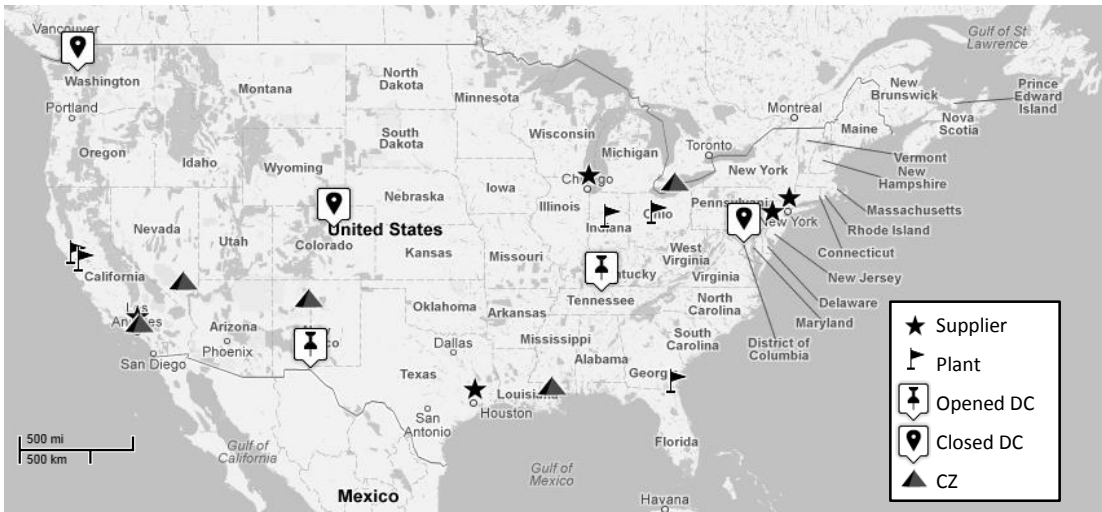 Vancouver
Washington
Portland
Oregon
Idaho
Montana
North
Dakota
South
Dakota
Minnesota
Wisconsin
Michigan
Wyoming
Nebraska
Iowa
Illinois
Indiana
Ohio
Toronto
Montreal
Gulf of St
Lawrence
New
Brunswick
Prince
Edward
Island
Nova
Scotia
Maine
Vermont
New
Hampshire
New York
Massachusetts
Rhode Island
Connecticut
New York
New Jersey
Delaware
Maryland
District of
Columbia
West
Virginia
Virginia
North
Carolina
South
Carolina
Tennessee
Nevada
Utah
Colorado
United States
Kansas
Missouri
California
Arizona
Phoenix
San Diego
Oklahoma
Arkansas
Mississippi
Alabama
Dallas
Texas
Houston
San
Antonio
Florida
Gulf of
California
Gulf of
Mexico
Mexico
Havana
500 mi
500 km
Supplier
Plant
Opened DC
Closed DC
CZ